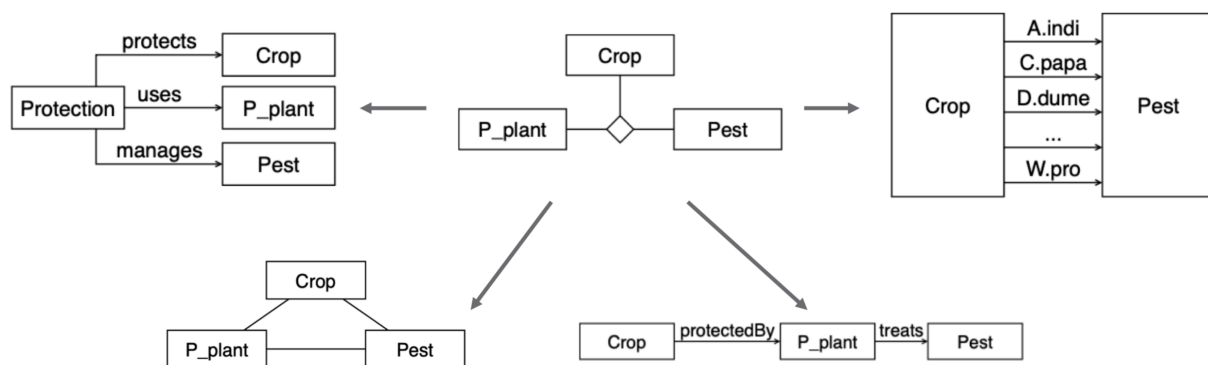 protects
Crop
Protection
uses
P_plant
manages
Pest
Crop
P_plant
Pest
Crop
A.indi
C.papa
D.dume
...
W.pro
Pest
Crop
P_plant
Pest
Crop
protectedBy
P_plant
treats
Pest